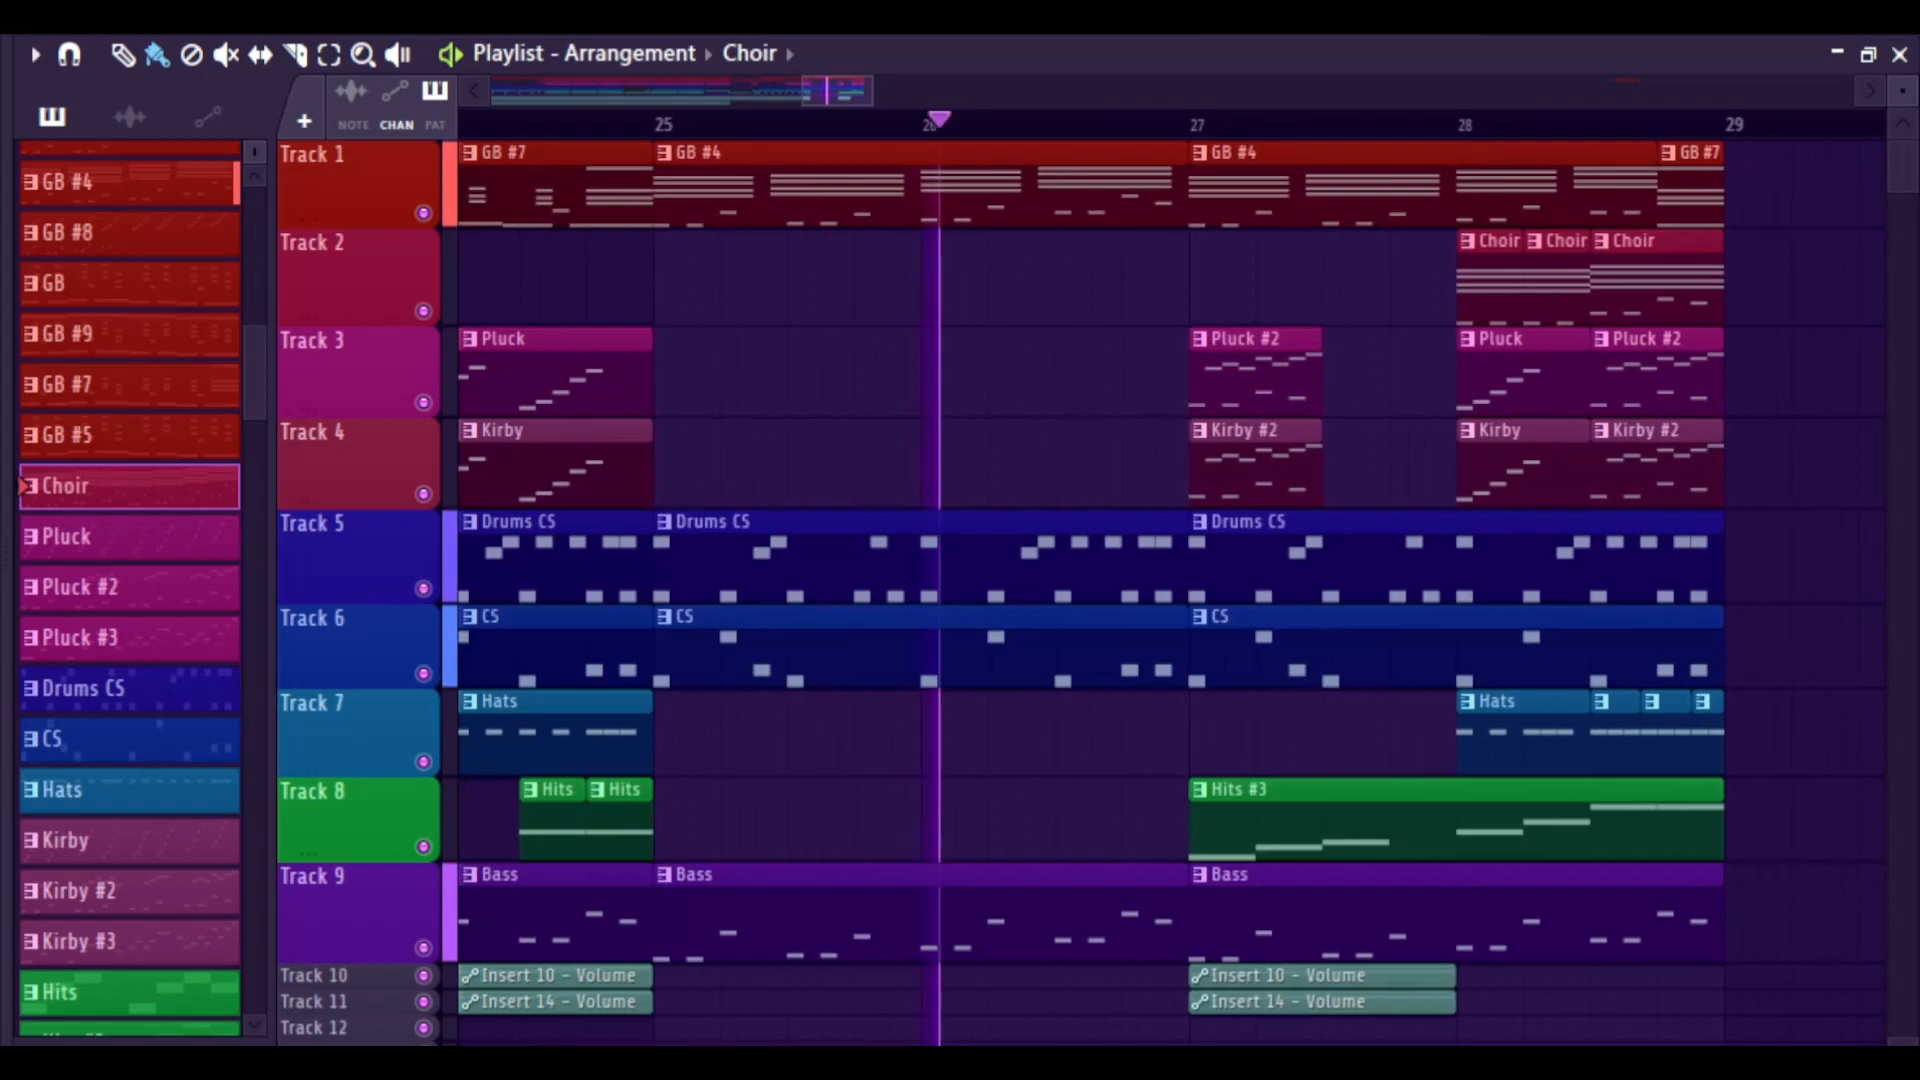 Playlist - Arrangement › Choir ›
NOTE CHAN PAT
25 27 28 29
GB #4
GB #8
GB
GB #9
GB #7
GB #5
Choir
Pluck
Pluck #2
Pluck #3
Drums CS
CS
Hats
Kirby
Kirby #2
Kirby #3
Hits
Track 1 GB #7 GB #4 GB #4 GB #7
Track 2 Choir Choir Choir
Track 3 Pluck Pluck #2 Pluck Pluck #2
Track 4 Kirby Kirby #2 Kirby Kirby #2
Track 5 Drums CS Drums CS Drums CS
Track 6 CS CS CS
Track 7 Hats Hats
Track 8 Hits Hits Hits #3
Track 9 Bass Bass Bass
Track 10 Insert 10 - Volume Insert 10 - Volume
Track 11 Insert 14 - Volume Insert 14 - Volume
Track 12